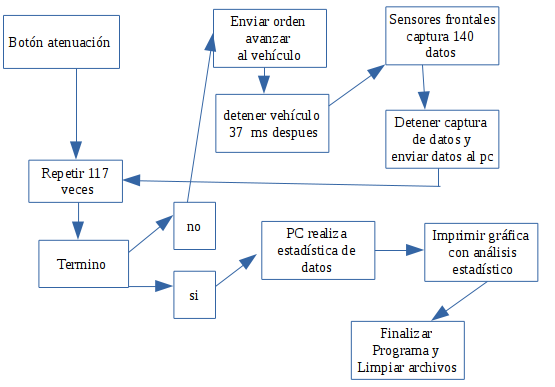 Botón atenuación
Enviar orden
avanzar
al vehículo
Sensores frontales
captura 140
datos
detener vehículo
37 ms despues
Detener captura
de datos y
enviar datos al pc
Repetir 117
veces
Termino
no
si
PC realiza
estadística de
datos
Imprimir gráfica
con análisis
estadístico
Finalizar
Programa y
Limpiar archivos